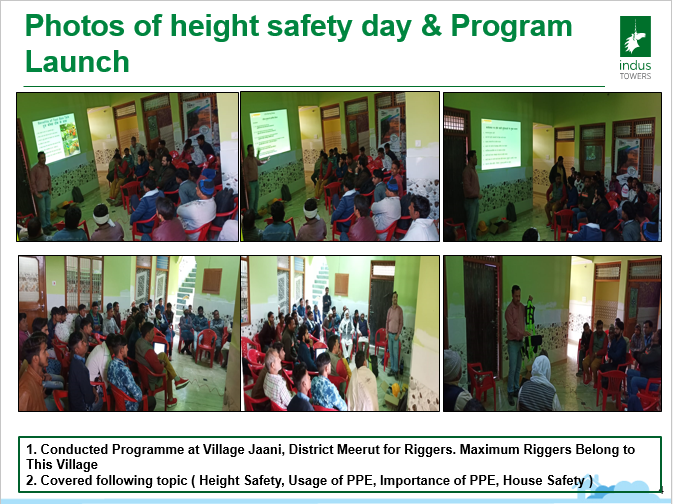 Photos of height safety day & Program
Launch
indus
TOWERS
1. Conducted Programme at Village Jaani, District Meerut for Riggers. Maximum Riggers Belong to
This Village
2. Covered following topic ( Height Safety, Usage of PPE, Importance of PPE, House Safety )
4